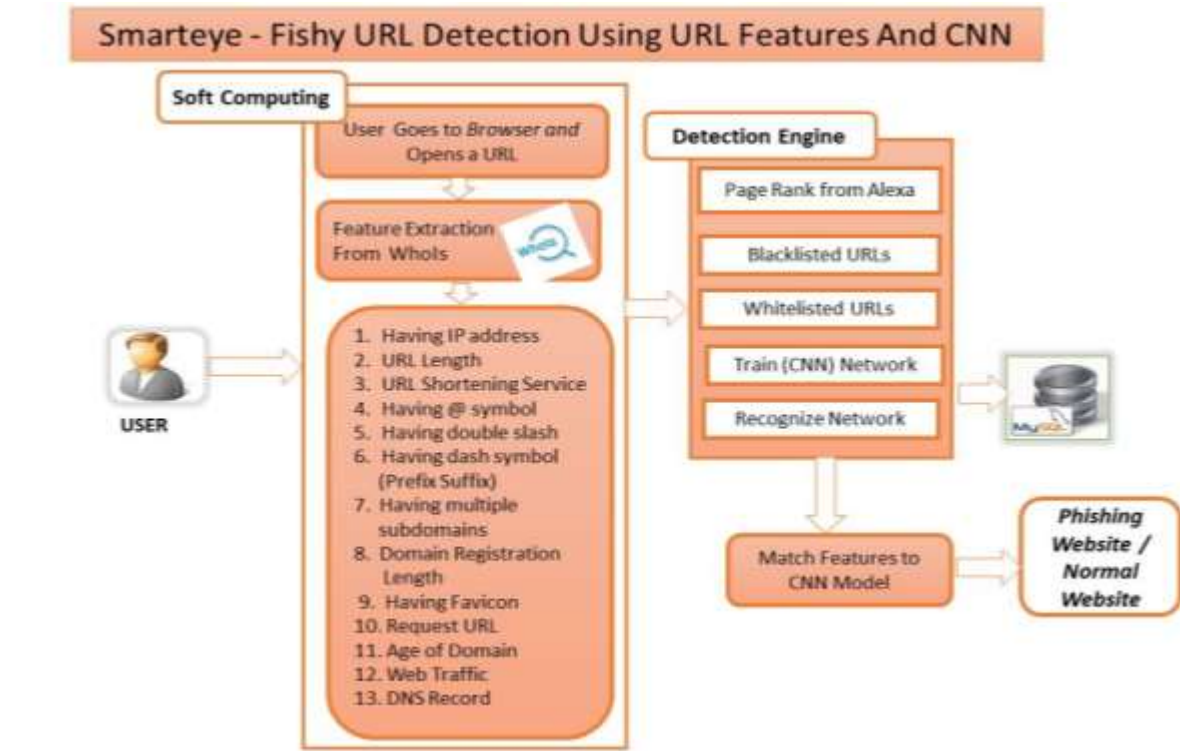 Smarteye - Fishy URL Detection Using URL Features And CNN
Soft Computing
User Goes to Browser and
Opens a URL
Feature Extraction
From WhoIs
WhoIs
1. Having IP address
2. URL Length
3. URL Shortening Service
4. Having @ symbol
5. Having double slash
6. Having dash symbol
(Prefix Suffix)
7. Having multiple
subdomains
8. Domain Registration
Length
9. Having Favicon
10. Request URL
11. Age of Domain
12. Web Traffic
13. DNS Record
USER
Detection Engine
Page Rank from Alexa
Blacklisted URLs
Whitelisted URLs
Train (CNN) Network
Recognize Network
MySQL
Match Features to
CNN Model
Phishing
Website /
Normal
Website